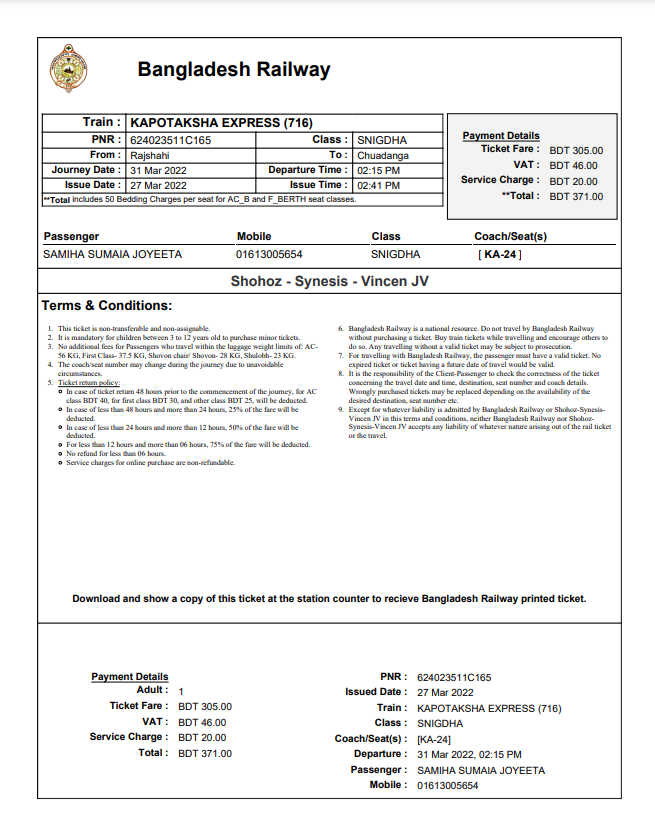 Bangladesh Railway
Train : KAPOTAKSHA EXPRESS (716)
PNR : 624023511C165 Class : SNIGDHA
From : Rajshahi To : Chuadanga
Journey Date : 31 Mar 2022 Departure Time : 02:15 PM
Issue Date : 27 Mar 2022 Issue Time : 02:41 PM
**Total includes 50 Bedding Charges per seat for AC_B and F_BERTH seat classes.
Payment Details
Ticket Fare : BDT 305.00
VAT : BDT 46.00
Service Charge : BDT 20.00
**Total : BDT 371.00
Passenger Mobile Class Coach/Seat(s)
SAMIHA SUMAIA JOYEETA 01613005654 SNIGDHA [ KA-24 ]
Shohoz - Synesis - Vincen JV
Terms & Conditions:
1. This ticket is non-transferable and non-assignable.
2. It is mandatory for children between 3 to 12 years old to purchase minor tickets.
3. No additional fees for Passengers who travel within the luggage weight limits of: AC-
56 KG, First Class- 37.5 KG, Shovon chair/ Shovon- 28 KG, Shulobh- 23 KG.
4. The coach/seat number may change during the journey due to unavoidable
circumstances.
5. Ticket return policy:
In case of ticket return 48 hours prior to the commencement of the journey, for AC
class BDT 40, for first class BDT 30, and other class BDT 25, will be deducted.
In case of less than 48 hours and more than 24 hours, 25% of the fare will be
deducted.
In case of less than 24 hours and more than 12 hours, 50% of the fare will be
deducted.
For less than 12 hours and more than 06 hours, 75% of the fare will be deducted.
No refund for less than 06 hours.
Service charges for online purchase are non-refundable.
6. Bangladesh Railway is a national resource. Do not travel by Bangladesh Railway
without purchasing a ticket. Buy train tickets while travelling and encourage others to
do so. Any travelling without a valid ticket may be subject to prosecution.
7. For travelling with Bangladesh Railway, the passenger must have a valid ticket. No
expired ticket or ticket having a future date of travel would be valid.
8. It is the responsibility of the Client-Passenger to check the correctness of the ticket
concerning the travel date and time, destination, seat number and coach details.
Wrongly purchased tickets may be replaced depending on the availability of the
desired destination, seat number etc.
9. Except for whatever liability is admitted by Bangladesh Railway or Shohoz-Synesis-
Vincen JV in this terms and conditions, neither Bangladesh Railway nor Shohoz-
Synesis-Vincen JV accepts any liability of whatever nature arising out of the rail ticket
or the travel.
Download and show a copy of this ticket at the station counter to recieve Bangladesh Railway printed ticket.
Payment Details
Adult : 1
Ticket Fare : BDT 305.00
VAT : BDT 46.00
Service Charge : BDT 20.00
Total : BDT 371.00
PNR : 624023511C165
Issued Date : 27 Mar 2022
Train : KAPOTAKSHA EXPRESS (716)
Class : SNIGDHA
Coach/Seat(s) : [KA-24]
Departure : 31 Mar 2022, 02:15 PM
Passenger : SAMIHA SUMAIA JOYEETA
Mobile : 01613005654